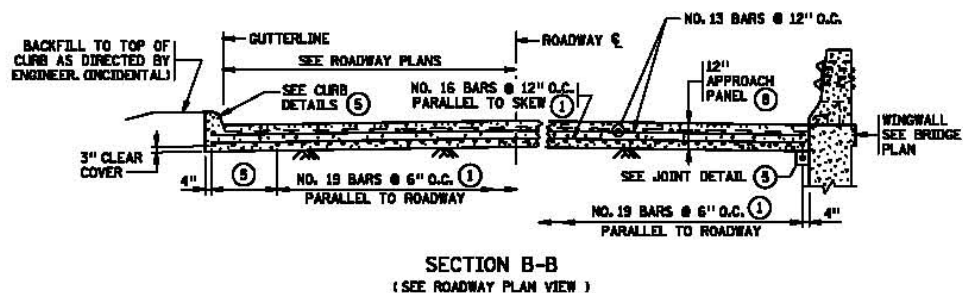 NO. 13 BARS @ 12" O.C.
BACKFILL TO TOP OF
CURB AS DIRECTED BY
ENGINEER. (INCIDENTAL)
GUTTERLINE
ROADWAY ℄
SEE ROADWAY PLANS
SEE CURB
DETAILS 5
NO. 16 BARS @ 12" O.C.
PARALLEL TO SKEW 1
12"
APPROACH
PANEL 8
WINGWALL
SEE BRIDGE
PLAN
3" CLEAR
COVER
4"
5
NO. 19 BARS @ 6" O.C. 1
PARALLEL TO ROADWAY
SEE JOINT DETAIL 5
NO. 19 BARS @ 6" O.C. 1
PARALLEL TO ROADWAY
4"
SECTION B-B
( SEE ROADWAY PLAN VIEW )